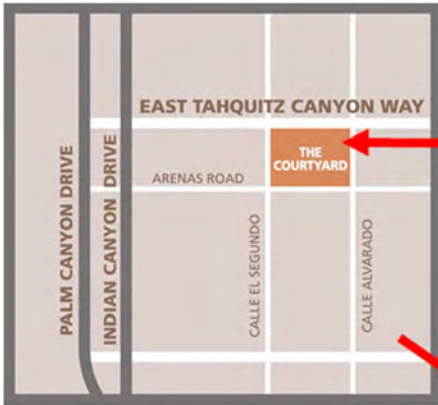 EAST TAHQUITZ CANYON WAY
THE
COURTYARD
ARENAS ROAD
PALM CANYON DRIVE
INDIAN CANYON DRIVE
CALLE EL SEGUNDO
CALLE ALVARADO